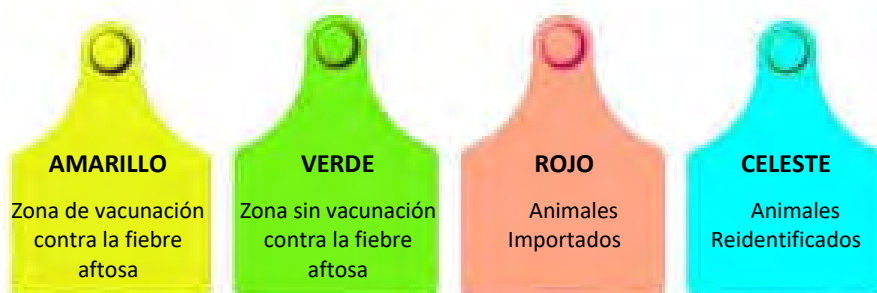 AMARILLO
Zona de vacunación
contra la fiebre
aftosa
VERDE
Zona sin vacunación
contra la fiebre
aftosa
ROJO
Animales
Importados
CELESTE
Animales
Reidentificados